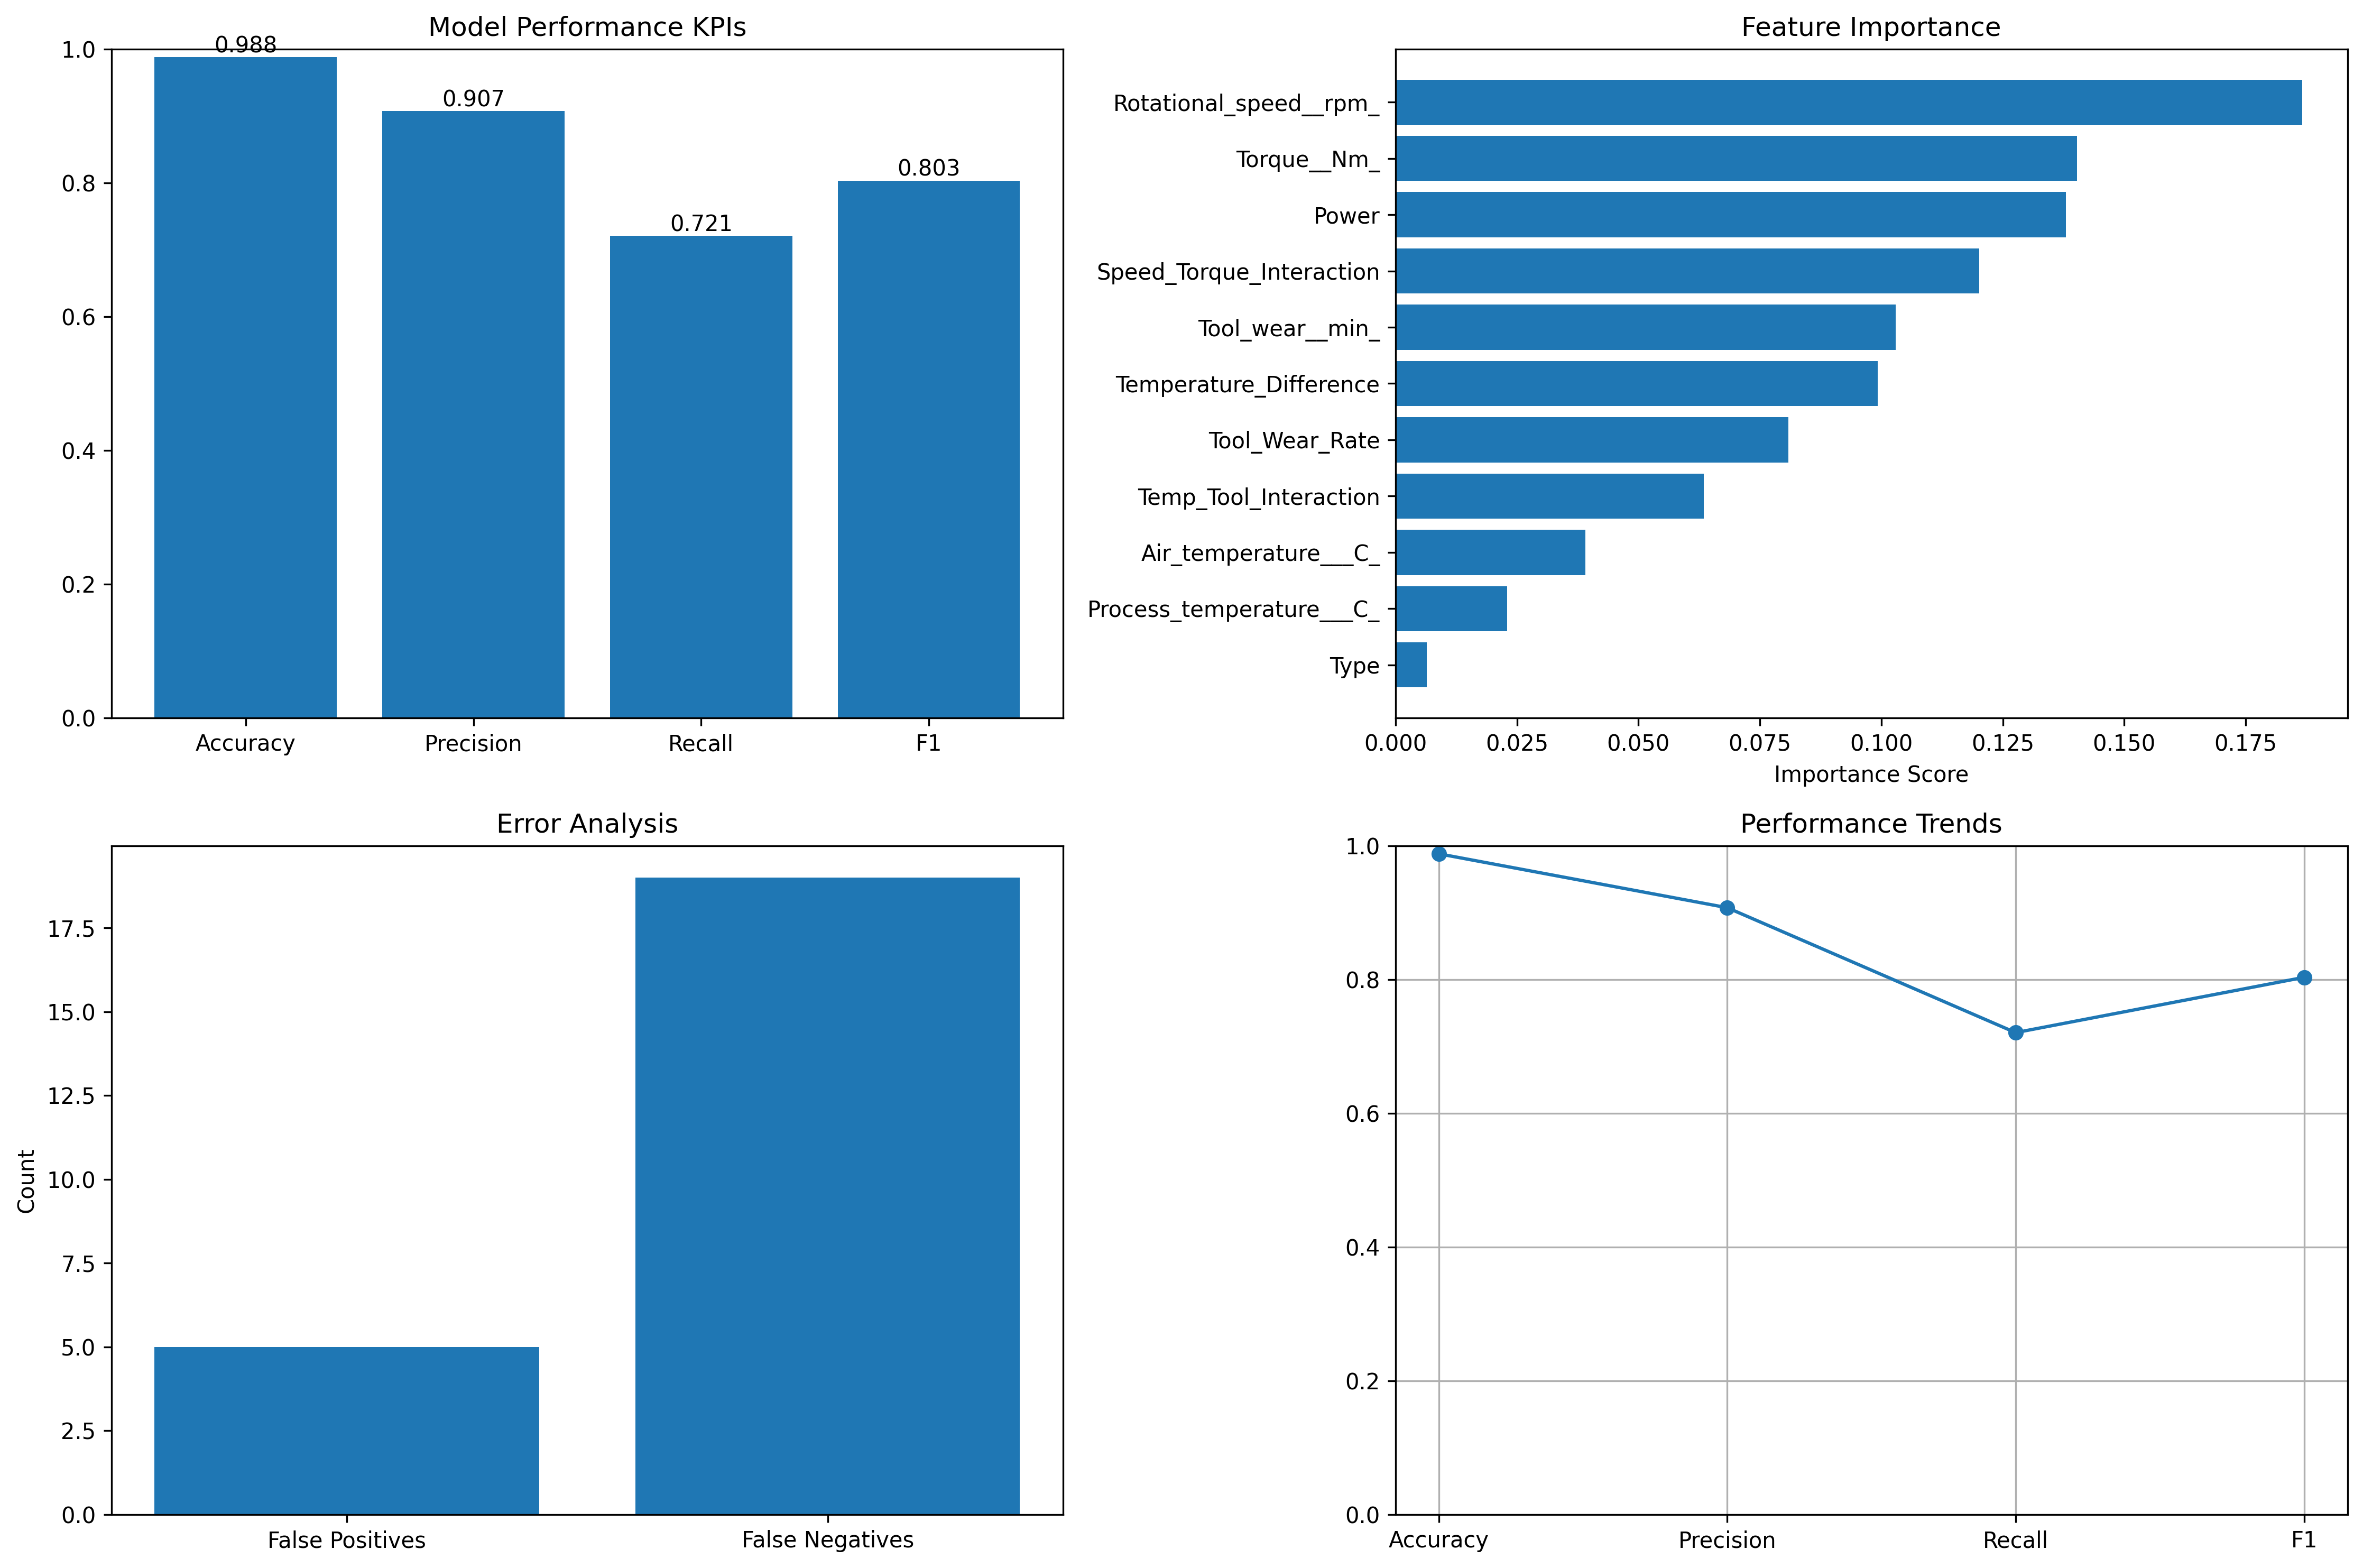 Model Performance KPIs
1.0
0.8
0.6
0.4
0.2
0.0
0.988
0.907
0.721
0.803
Accuracy
Precision
Recall
F1
Feature Importance
Rotational_speed__rpm_
Torque__Nm_
Power
Speed_Torque_Interaction
Tool_wear__min_
Temperature_Difference
Tool_Wear_Rate
Temp_Tool_Interaction
Air_temperature___C_
Process_temperature___C_
Type
0.000
0.025
0.050
0.075
0.100
0.125
0.150
0.175
Importance Score
Error Analysis
Count
17.5
15.0
12.5
10.0
7.5
5.0
2.5
0.0
False Positives
False Negatives
Performance Trends
1.0
0.8
0.6
0.4
0.2
0.0
Accuracy
Precision
Recall
F1